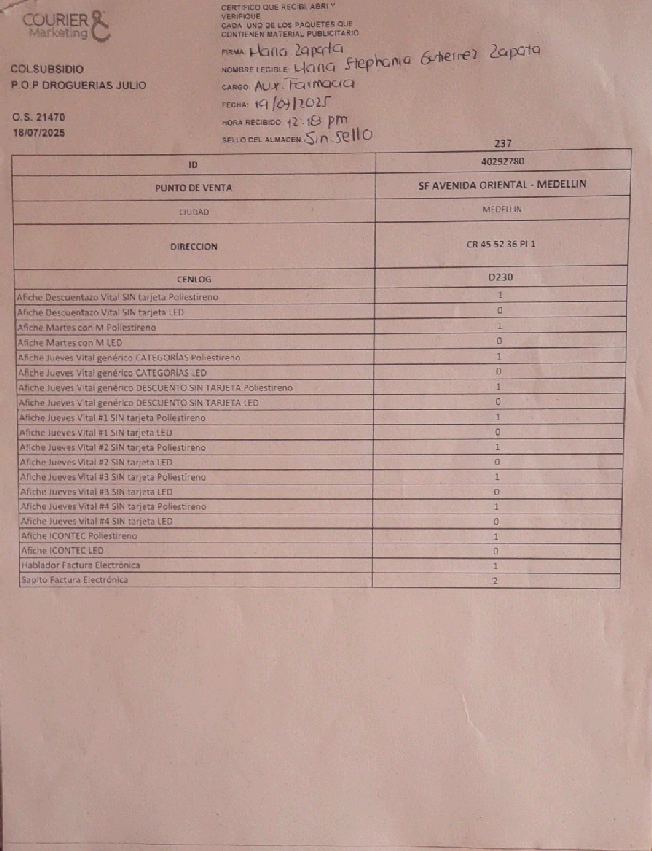 COURIER &
Marketing
COLSUBSIDIO
P.O.P DROGUERIAS JULIO
O.S. 21470
18/07/2025
CERTIFICO QUE RECIBI, ABRI Y
VERIFIQUE
CADA UNO DE LOS PAQUETES QUE
CONTIENEN MATERIAL PUBLICITARIO
FIRMA: Maria Zapata
NOMBRE LEGIBLE: Maria Stephania Gutierrez Zapata
CARGO: Aux. Farmacia
FECHA: 19/07/2025
HORA RECIBIDO: 12:18 pm
SELLO DEL ALMACEN: Sin sello
237
ID 40292780
PUNTO DE VENTA SF AVENIDA ORIENTAL - MEDELLIN
CIUDAD MEDELLIN
DIRECCION CR 45 52 36 PI 1
CENLOG D230
Afiche Descuentazo Vital SIN tarjeta Poliestireno 1
Afiche Descuentazo Vital SIN tarjeta LED 0
Afiche Martes con M Poliestireno 1
Afiche Martes con M LED 0
Afiche Jueves Vital genérico CATEGORÍAS Poliestireno 1
Afiche Jueves Vital genérico CATEGORÍAS LED 0
Afiche Jueves Vital genérico DESCUENTO SIN TARJETA Poliestireno 1
Afiche Jueves Vital genérico DESCUENTO SIN TARJETA LED 0
Afiche Jueves Vital #1 SIN tarjeta Poliestireno 1
Afiche Jueves Vital #1 SIN tarjeta LED 0
Afiche Jueves Vital #2 SIN tarjeta Poliestireno 1
Afiche Jueves Vital #2 SIN tarjeta LED 0
Afiche Jueves Vital #3 SIN tarjeta Poliestireno 1
Afiche Jueves Vital #3 SIN tarjeta LED 0
Afiche Jueves Vital #4 SIN tarjeta Poliestireno 1
Afiche Jueves Vital #4 SIN tarjeta LED 0
Afiche ICONTEC Poliestireno 1
Afiche ICONTEC LED 0
Hablador Factura Electrónica 1
Sapito Factura Electrónica 2